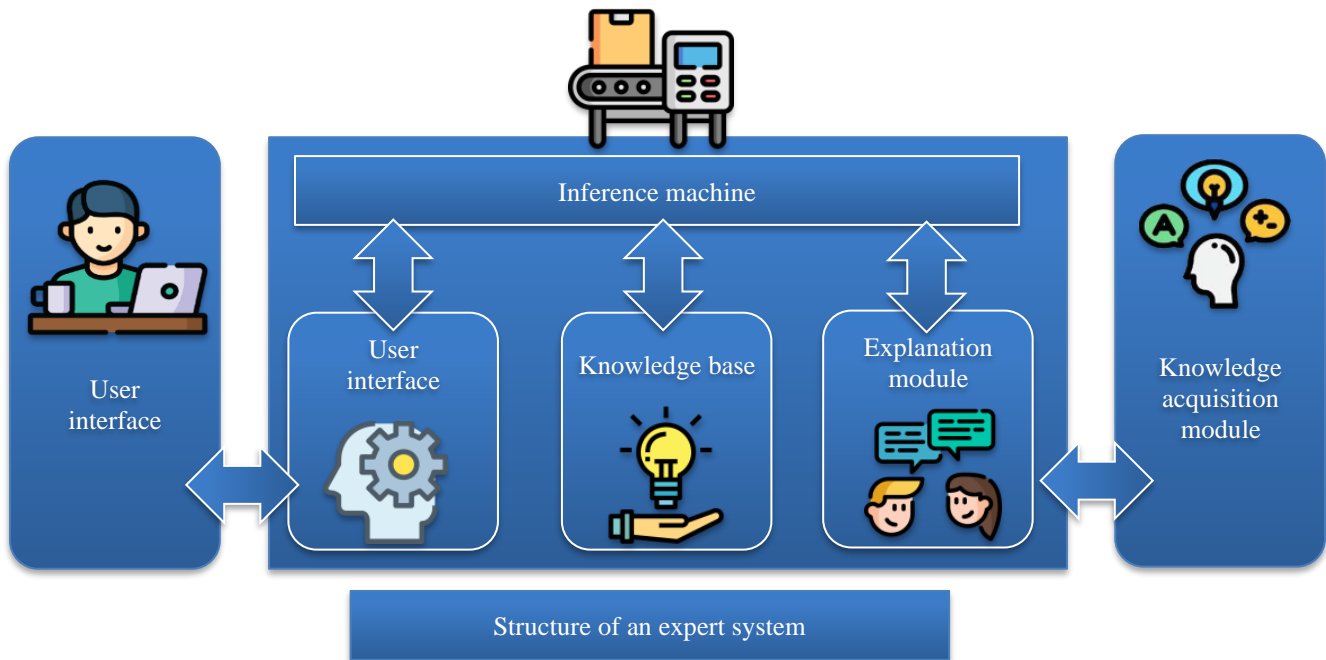 Inference machine
User
interface
User
interface
Knowledge base
Explanation
module
Knowledge
acquisition
module
A
Structure of an expert system